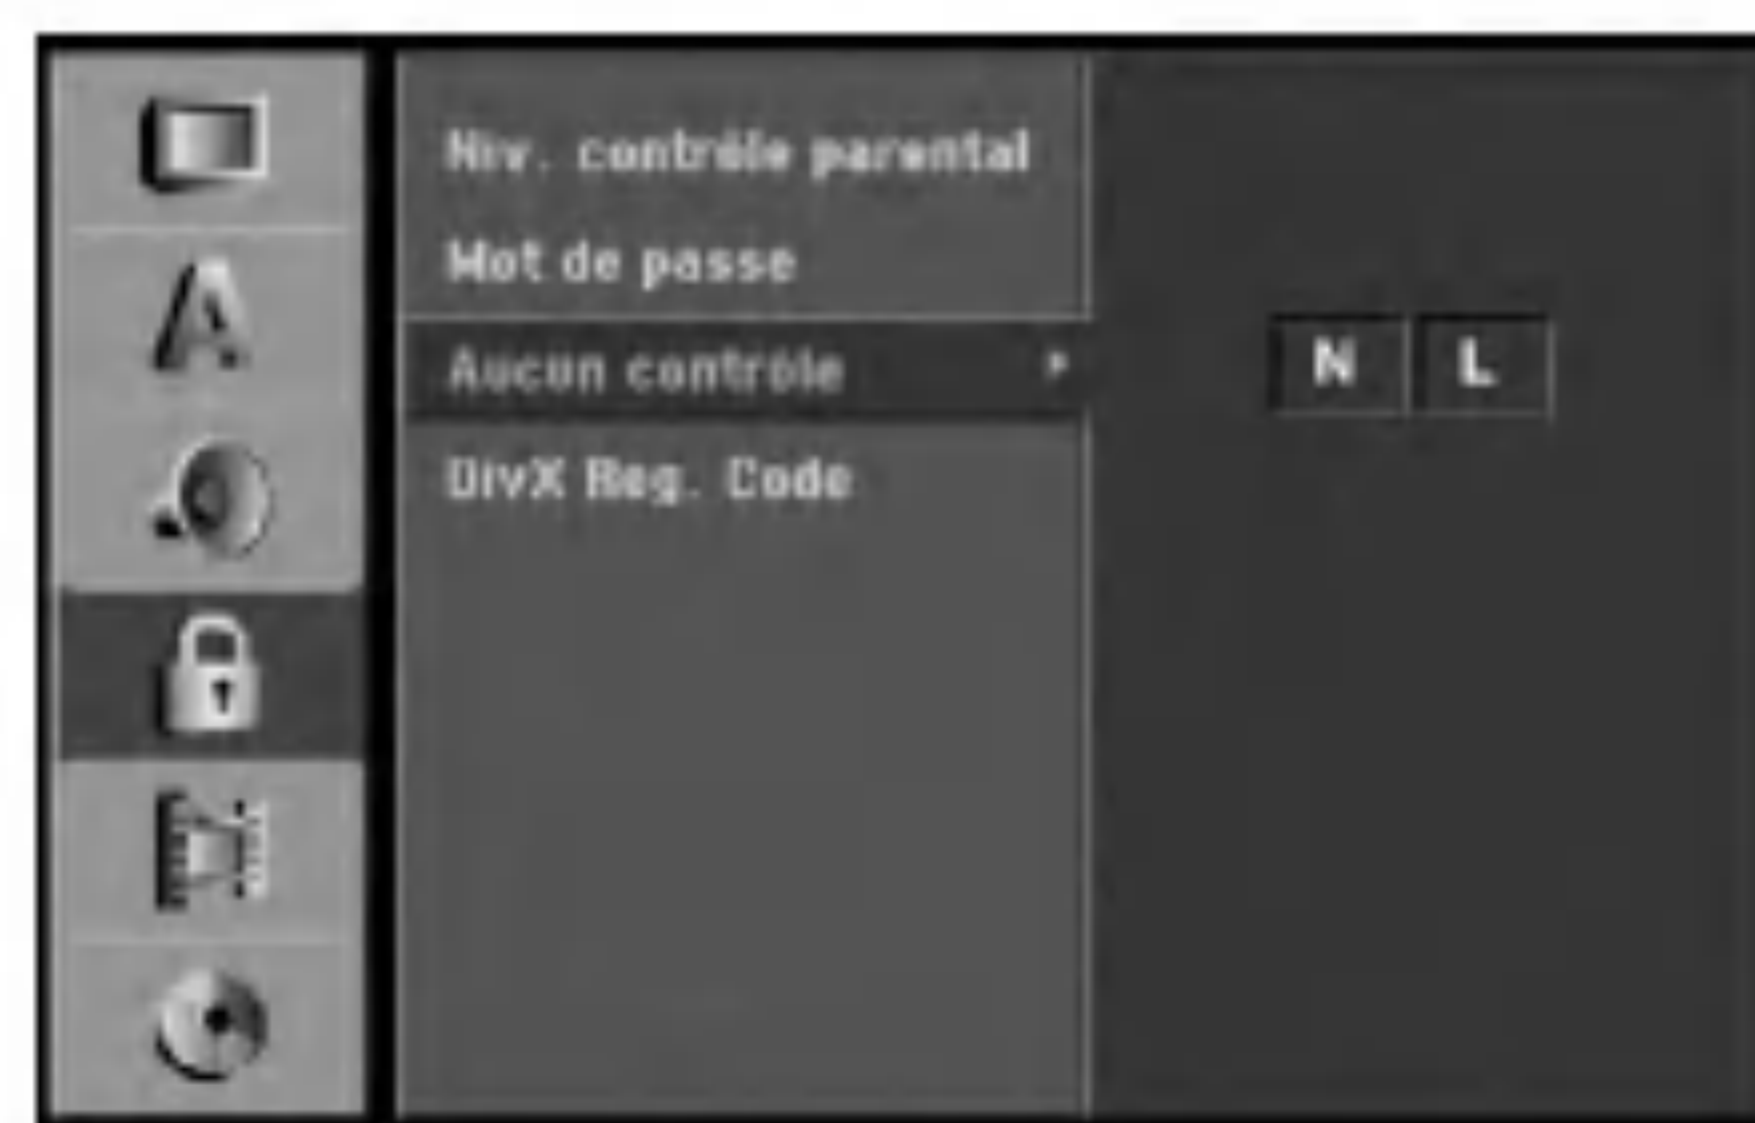 Niv. contrôle parental
Mot de passe
Aucun contrôle
N L
DivX Reg. Code